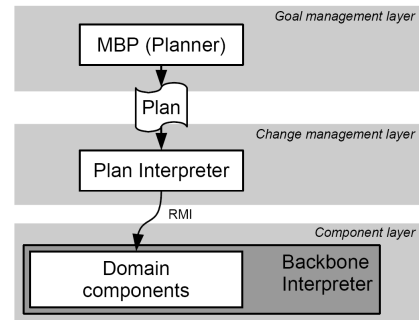 Goal management layer
MBP (Planner)
Plan
Change management layer
Plan Interpreter
RMI
Component layer
Domain
components
Backbone
Interpreter